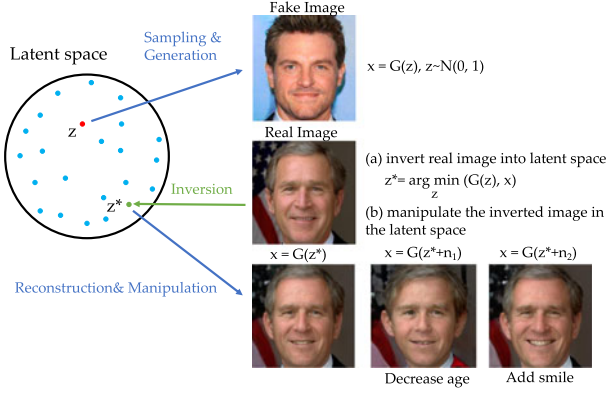 Fake Image
Sampling &
Generation
Latent space
x = G(z), z~N(0, 1)
z
Real Image
(a) invert real image into latent space
z*= arg min (G(z), x)
z
Inversion
z*
(b) manipulate the inverted image in
the latent space
x = G(z*)
x = G(z*+n₁)
x = G(z*+n₂)
Reconstruction& Manipulation
Decrease age
Add smile